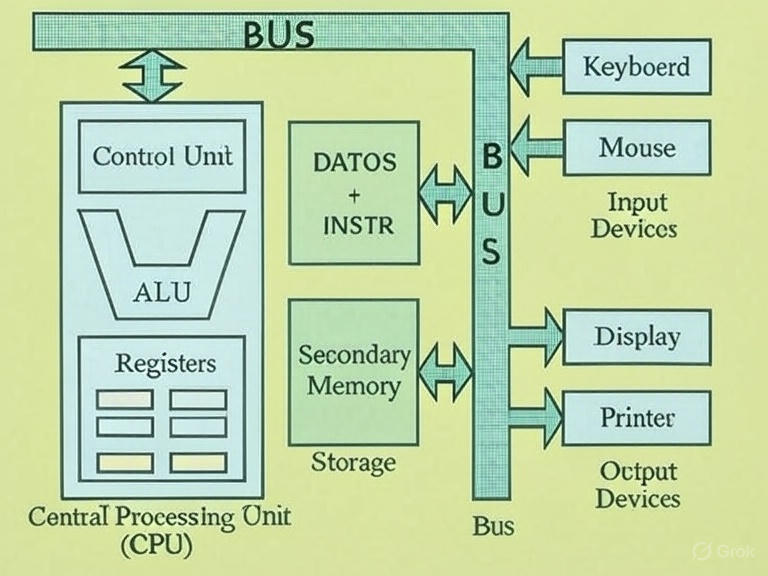 BUS
Keyboerd
Control Unit
DATOS
+
INSTR
B
U
S
Mouse
Input
Devices
ALU
Registers
Secondary
Memory
Storage
Display
Printer
Output
Devices
Central Processing Unit
(CPU)
Bus
Grok